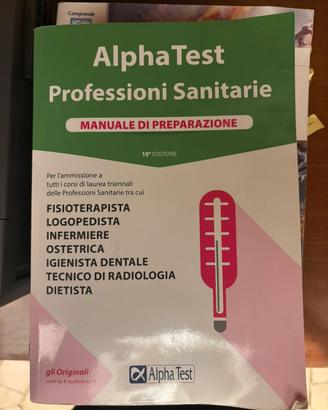 Comprende
AlphaTest
Professioni Sanitarie
MANUALE DI PREPARAZIONE
10ª EDIZIONE
Per l'ammissione a
tutti i corsi di laurea triennali
delle Professioni Sanitarie tra cui
FISIOTERAPISTA
LOGOPEDISTA
INFERMIERE
OSTETRICA
IGIENISTA DENTALE
TECNICO DI RADIOLOGIA
DIETISTA
gli Originali
Alpha Test